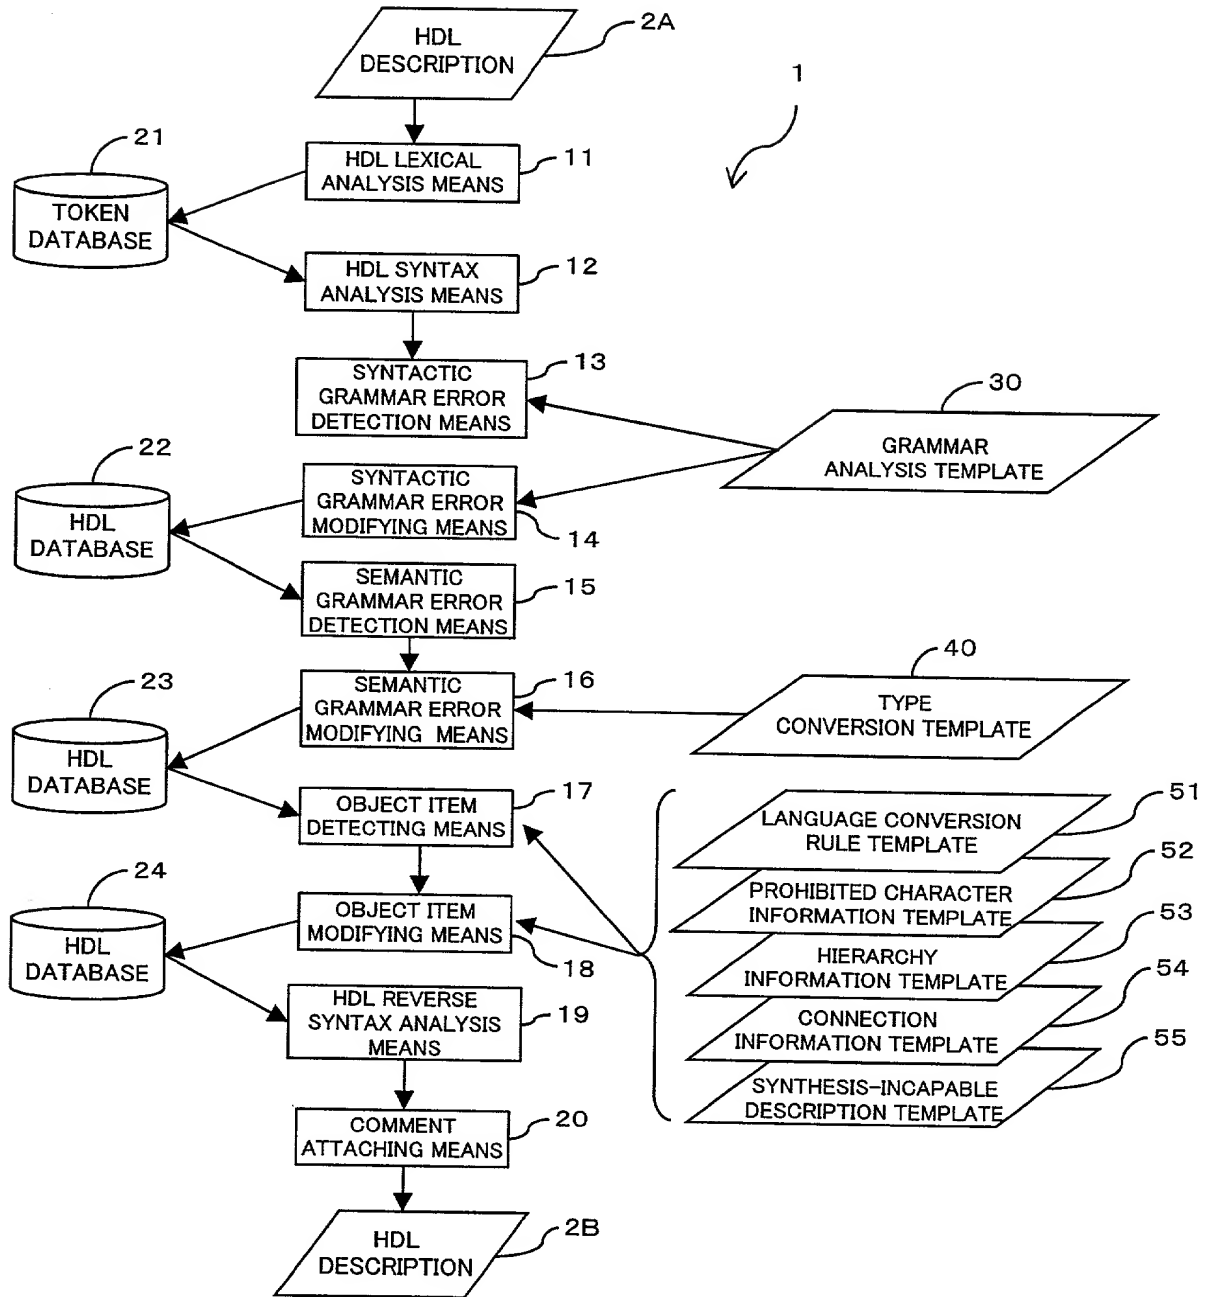 HDL
DESCRIPTION
2A
1
HDL LEXICAL
ANALYSIS MEANS
11
21
TOKEN
DATABASE
HDL SYNTAX
ANALYSIS MEANS
12
SYNTACTIC
GRAMMAR ERROR
DETECTION MEANS
13
30
GRAMMAR
ANALYSIS TEMPLATE
22
HDL
DATABASE
SYNTACTIC
GRAMMAR ERROR
MODIFYING MEANS
14
SEMANTIC
GRAMMAR ERROR
DETECTION MEANS
15
SEMANTIC
GRAMMAR ERROR
MODIFYING MEANS
16
40
TYPE
CONVERSION TEMPLATE
23
HDL
DATABASE
OBJECT ITEM
DETECTING MEANS
17
LANGUAGE CONVERSION
RULE TEMPLATE
51
PROHIBITED CHARACTER
INFORMATION TEMPLATE
52
24
HDL
DATABASE
OBJECT ITEM
MODIFYING MEANS
18
HIERARCHY
INFORMATION TEMPLATE
53
HDL REVERSE
SYNTAX ANALYSIS
MEANS
19
CONNECTION
INFORMATION TEMPLATE
54
SYNTHESIS-INCAPABLE
DESCRIPTION TEMPLATE
55
COMMENT
ATTACHING MEANS
20
HDL
DESCRIPTION
2B